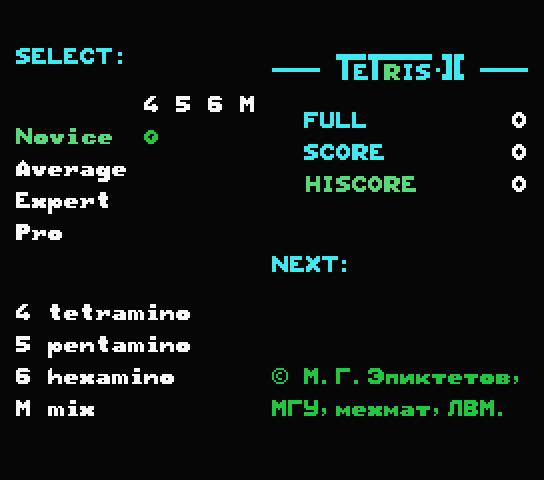 SELECT:
4 5 6 M
Novice
Average
Expert
Pro
4 tetramino
5 pentamino
6 hexamino
M mix
TETRIS·II
FULL 0
SCORE 0
HISCORE 0
NEXT:
© М. Г. Эпиктетов,
МГУ, мехмат, ЛВМ.